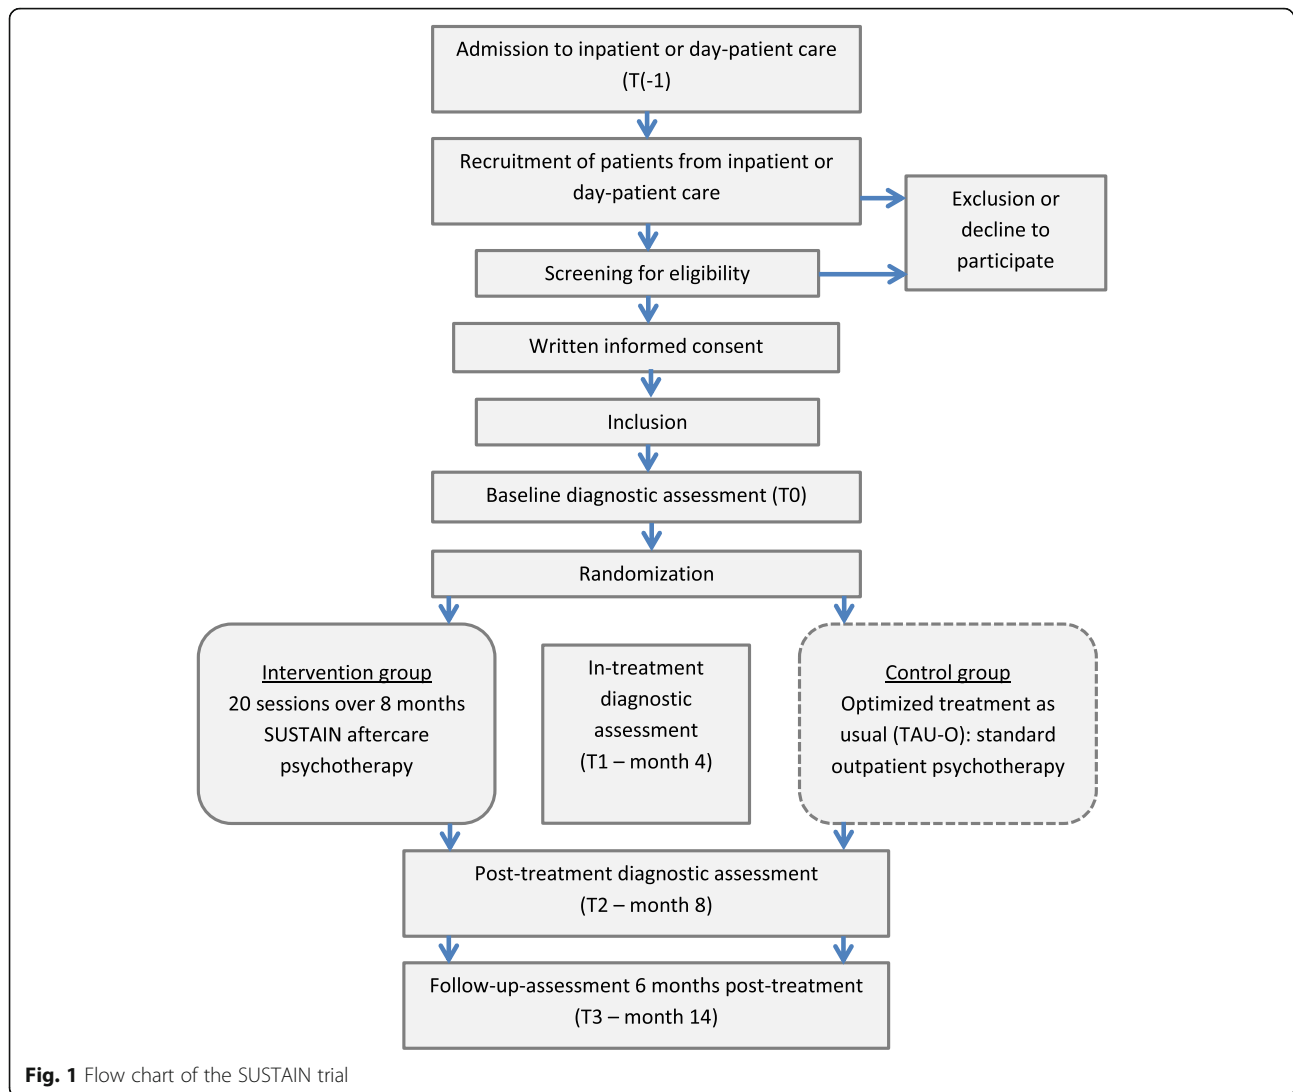 Admission to inpatient or day-patient care
(T(-1)
Recruitment of patients from inpatient or
day-patient care
Exclusion or
decline to
participate
Screening for eligibility
Written informed consent
Inclusion
Baseline diagnostic assessment (T0)
Randomization
Intervention group
20 sessions over 8 months
SUSTAIN aftercare
psychotherapy
In-treatment
diagnostic
assessment
(T1 – month 4)
Control group
Optimized treatment as
usual (TAU-O): standard
outpatient psychotherapy
Post-treatment diagnostic assessment
(T2 – month 8)
Follow-up-assessment 6 months post-treatment
(T3 – month 14)
Fig. 1 Flow chart of the SUSTAIN trial